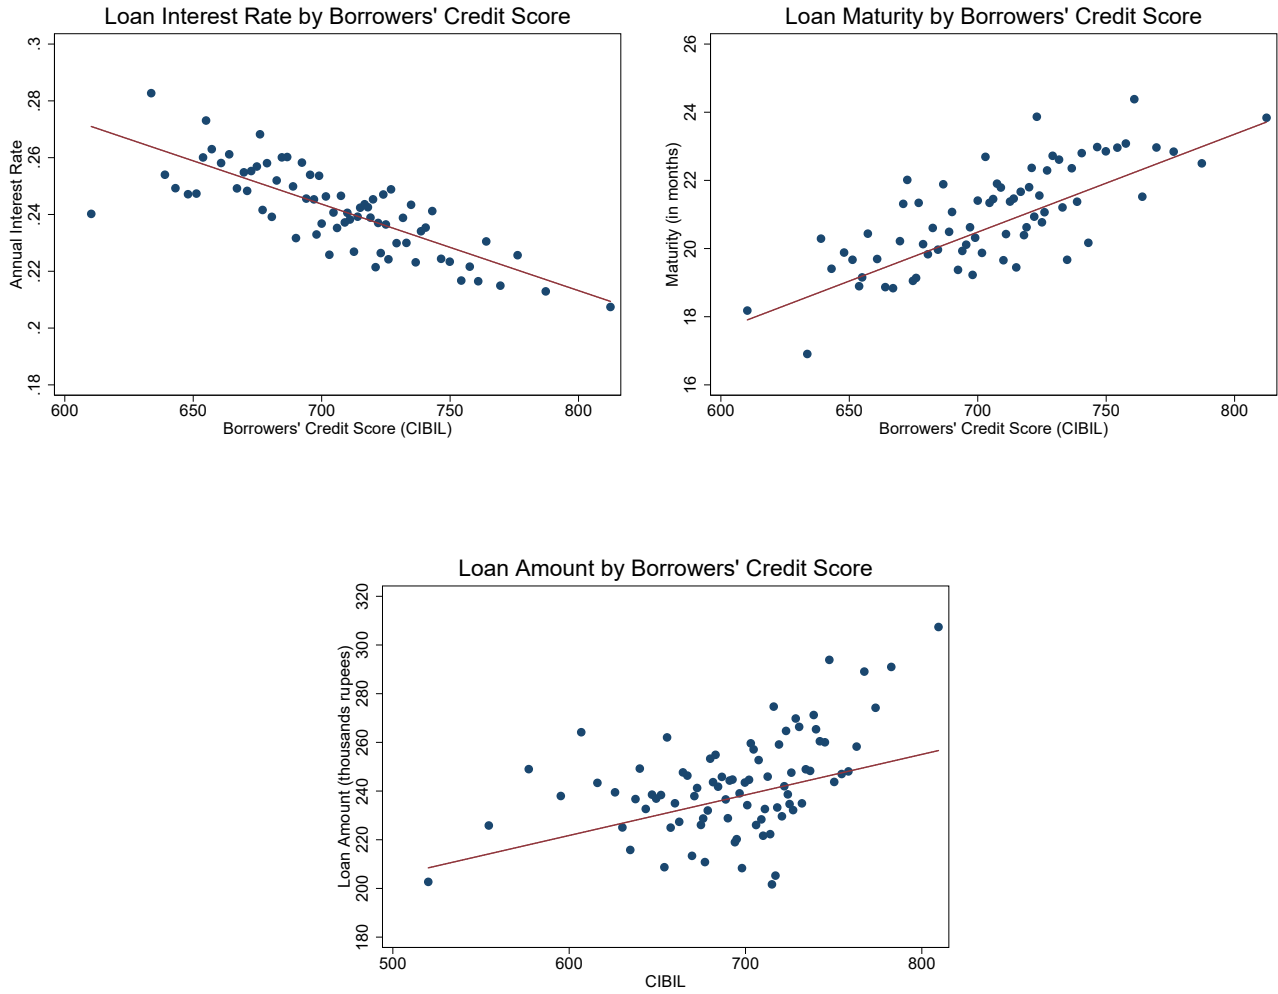 Loan Interest Rate by Borrowers' Credit Score
Annual Interest Rate
.3
.28
.26
.24
.22
.2
.18
600 650 700 750 800
Borrowers' Credit Score (CIBIL)
Loan Maturity by Borrowers' Credit Score
Maturity (in months)
26
24
22
20
18
16
600 650 700 750 800
Borrowers' Credit Score (CIBIL)
Loan Amount by Borrowers' Credit Score
Loan Amount (thousands rupees)
320
300
280
260
240
220
200
180
500 600 700 800
CIBIL